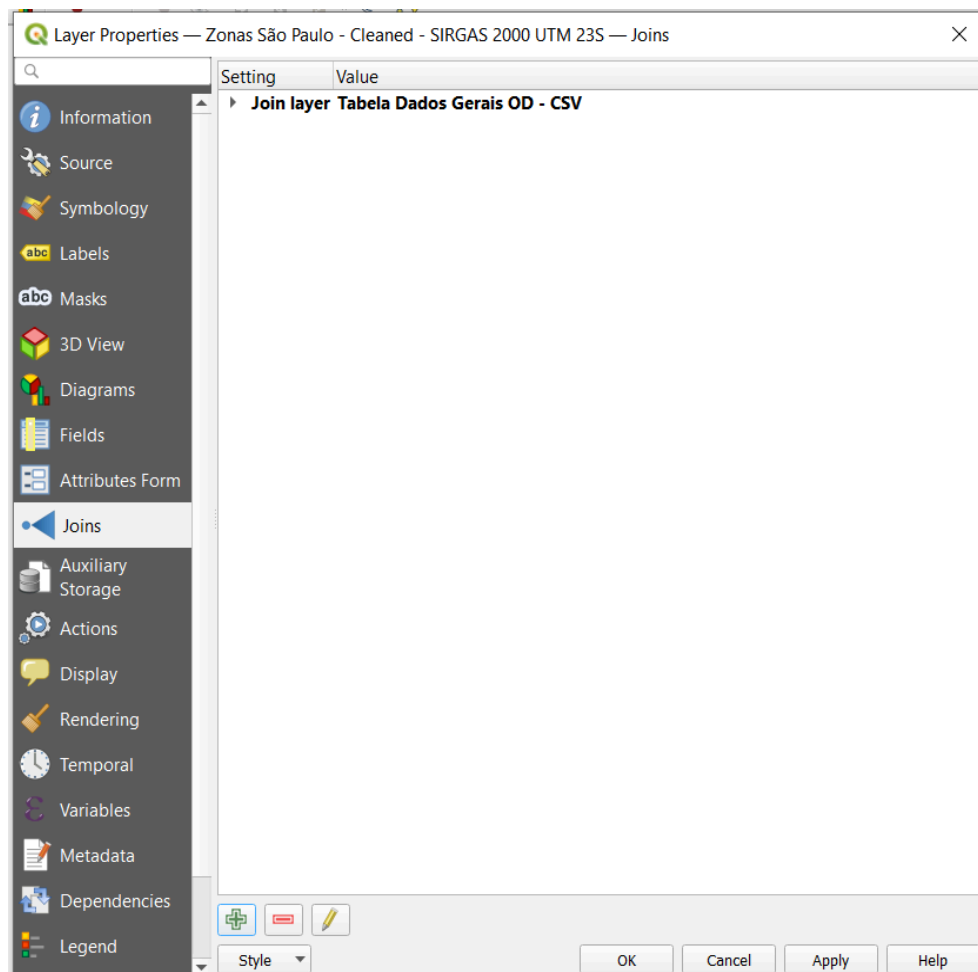 Layer Properties — Zonas São Paulo - Cleaned - SIRGAS 2000 UTM 23S — Joins
Setting Value
Join layer Tabela Dados Gerais OD - CSV
Information
Source
Symbology
abc Labels
abc Masks
3D View
Diagrams
Fields
Attributes Form
Joins
Auxiliary
Storage
Actions
Display
Rendering
Temporal
Variables
Metadata
Dependencies
Legend
Style OK Cancel Apply Help